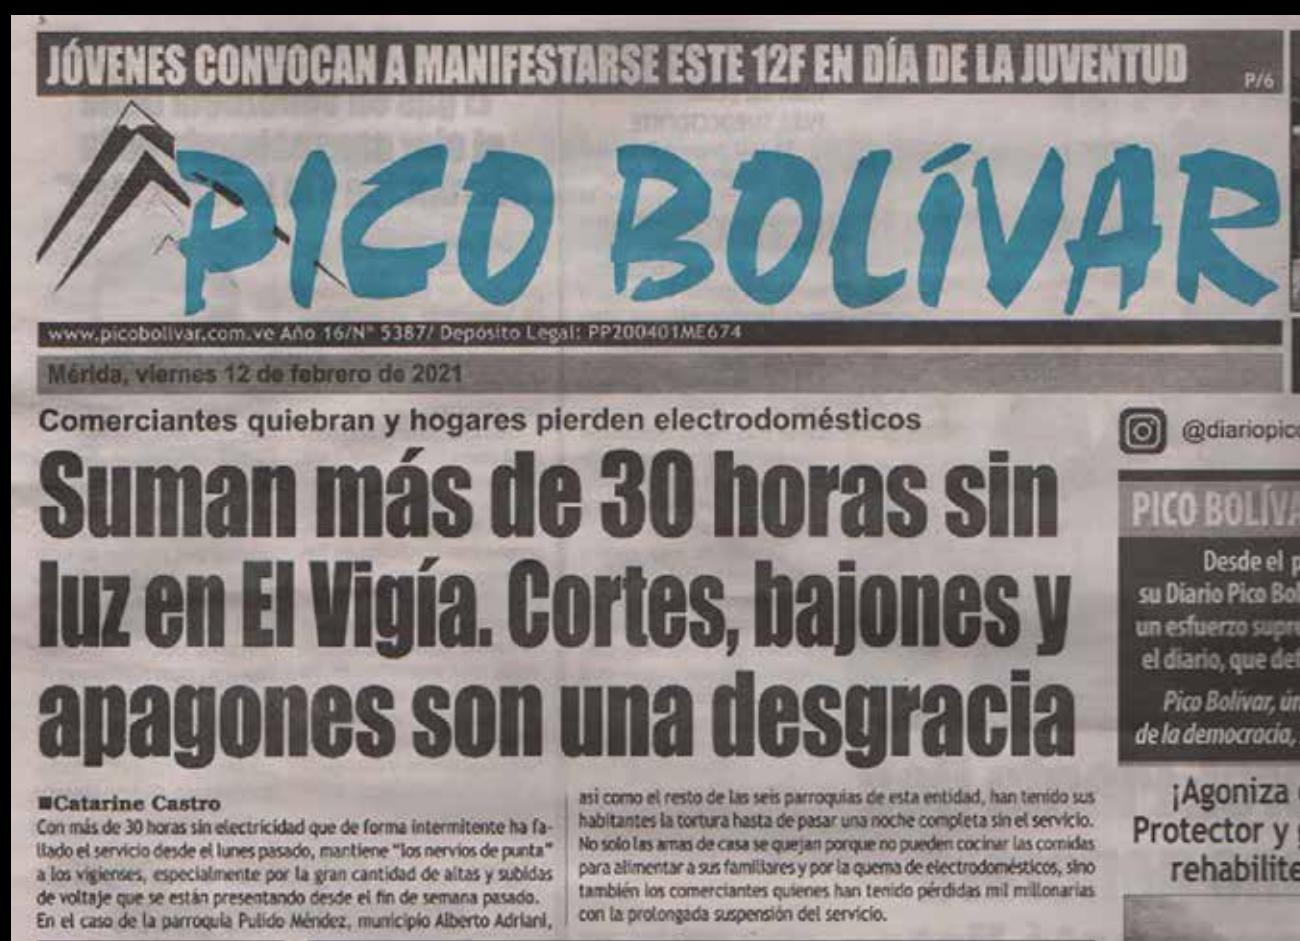 JÓVENES CONVOCAN A MANIFESTARSE ESTE 12F EN DÍA DE LA JUVENTUD
P/6
PICO BOLÍVAR
www.picobolivar.com.ve Año 16/N° 5387/ Depósito Legal: PP200401ME674
Mérida, viernes 12 de febrero de 2021
Comerciantes quiebran y hogares pierden electrodomésticos
Suman más de 30 horas sin
luz en El Vigía. Cortes, bajones y
apagones son una desgracia
■Catarine Castro
Con más de 30 horas sin electricidad que de forma intermitente ha fa-
llado el servicio desde el lunes pasado, mantiene "los nervios de punta"
a los vigienses, especialmente por la gran cantidad de altas y subidas
de voltaje que se están presentando desde el fin de semana pasado.
En el caso de la parroquia Pulido Méndez, municipio Alberto Adriani,
así como el resto de las seis parroquias de esta entidad, han tenido sus
habitantes la tortura hasta de pasar una noche completa sin el servicio.
No solo las amas de casa se quejan porque no pueden cocinar las comidas
para alimentar a sus familiares y por la quema de electrodomésticos, sino
también los comerciantes quienes han tenido pérdidas mil millonarias
con la prolongada suspensión del servicio.
@diariopico
PICO BOLÍVA
Desde el p
su Diario Pico Bol
un esfuerzo supre
el diario, que def
Pico Bolívar, ún
de la democracia,
¡Agoniza
Protector y
rehabilite